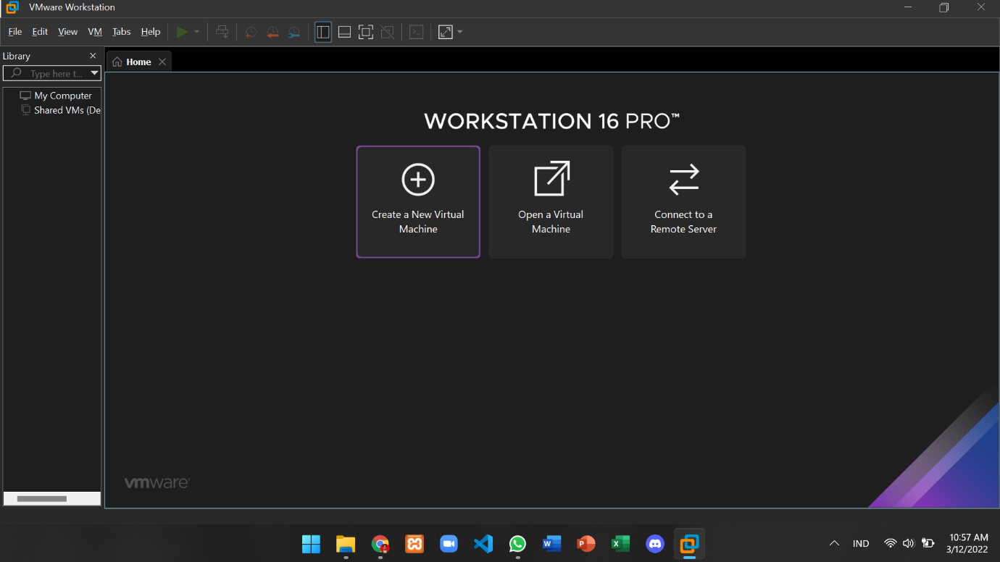 VMware Workstation
File Edit View VM Tabs Help
Library
Type here t...
Home
My Computer
Shared VMs (De
WORKSTATION 16 PRO™
Create a New Virtual
Machine
Open a Virtual
Machine
Connect to a
Remote Server
vmware
W
P
X
IND
10:57 AM
3/12/2022